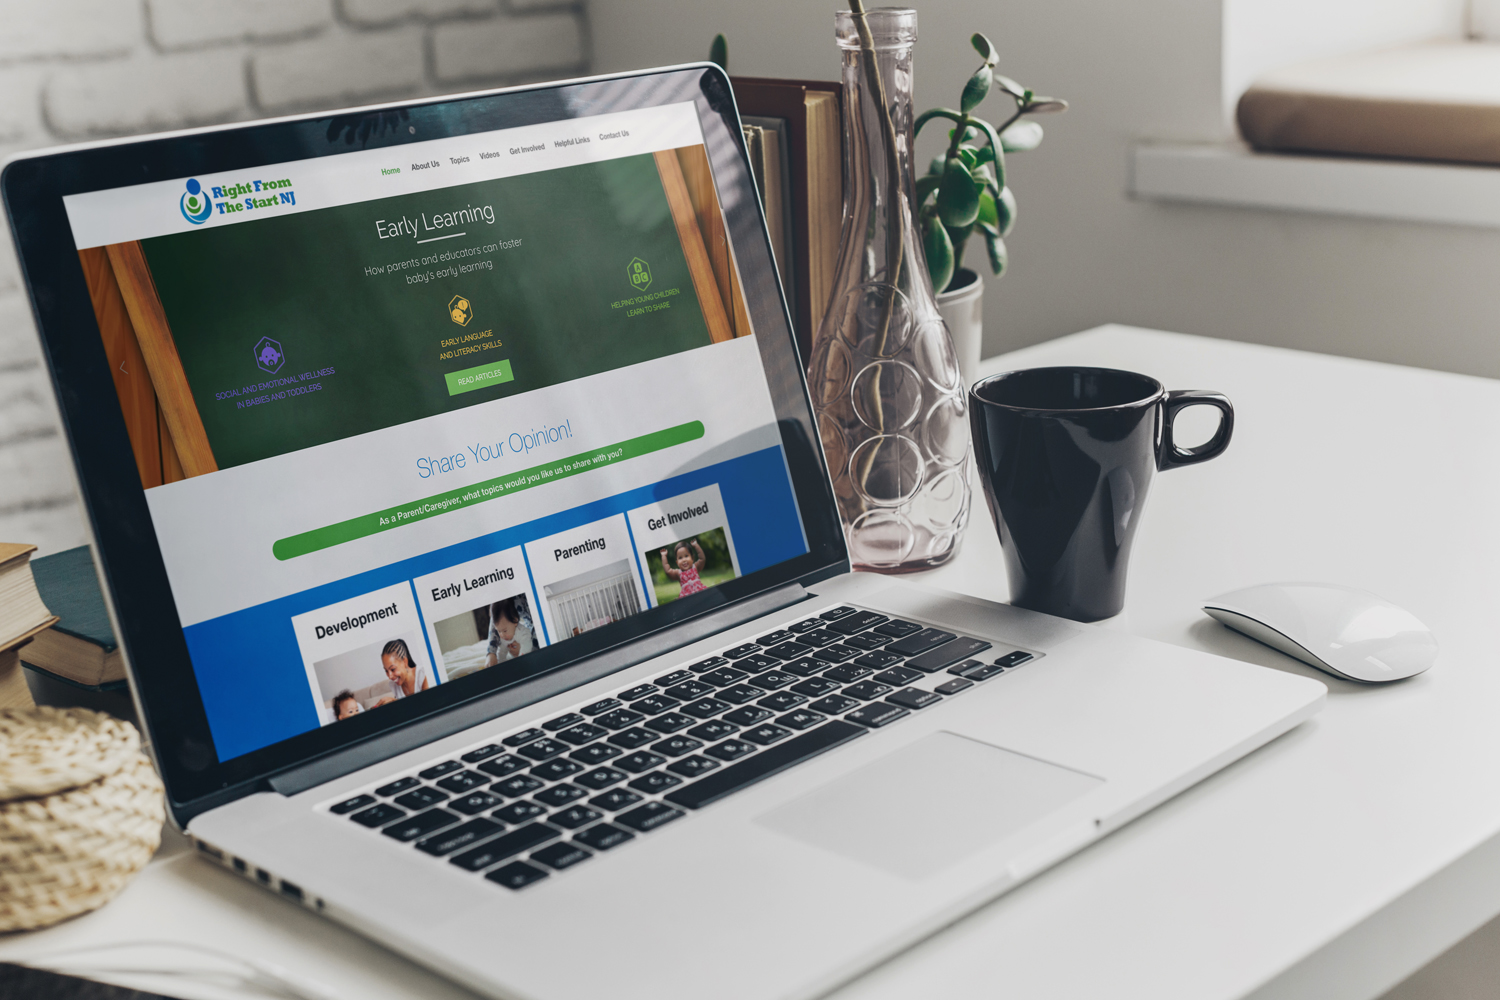 Right From
The Start NJ
Home
About Us
Topics
Videos
Get Involved
Helpful Links
Contact Us
Early Learning
How parents and educators can foster
baby's early learning
SOCIAL AND EMOTIONAL WELLNESS
IN BABIES AND TODDLERS
EARLY LANGUAGE
AND LITERACY SKILLS
READ ARTICLES
A
B C
HELPING YOUNG CHILDREN
LEARN TO SHARE
Share Your Opinion!
As a Parent/Caregiver, what topics would you like us to share with you?
Development
Early Learning
Parenting
Get Involved